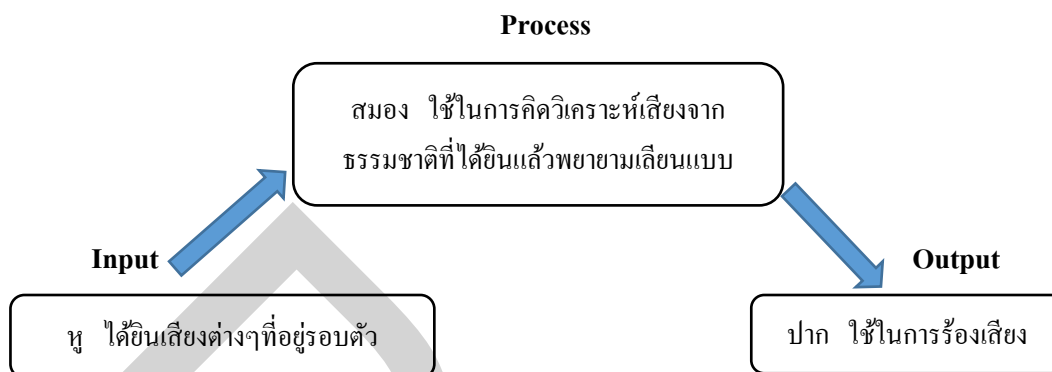 Process
สมอง ใช้ในการคิดวิเคราะห์เสียงจาก
ธรรมชาติที่ได้ยินแล้วพยายามเลียนแบบ
Input
Output
หู ได้ยินเสียงต่างๆที่อยู่รอบตัว
ปาก ใช้ในการร้องเสียง